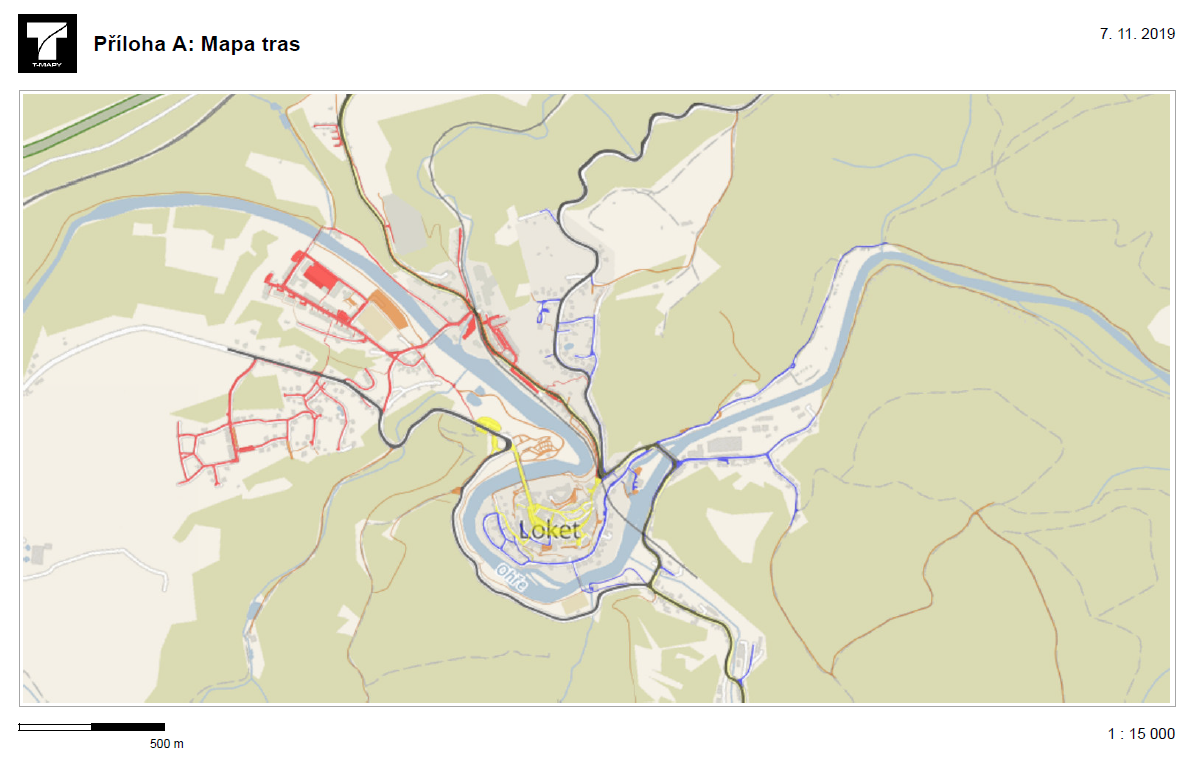 T-MAPY
Příloha A: Mapa tras
7. 11. 2019
Loket
Ohře
500 m
1 : 15 000